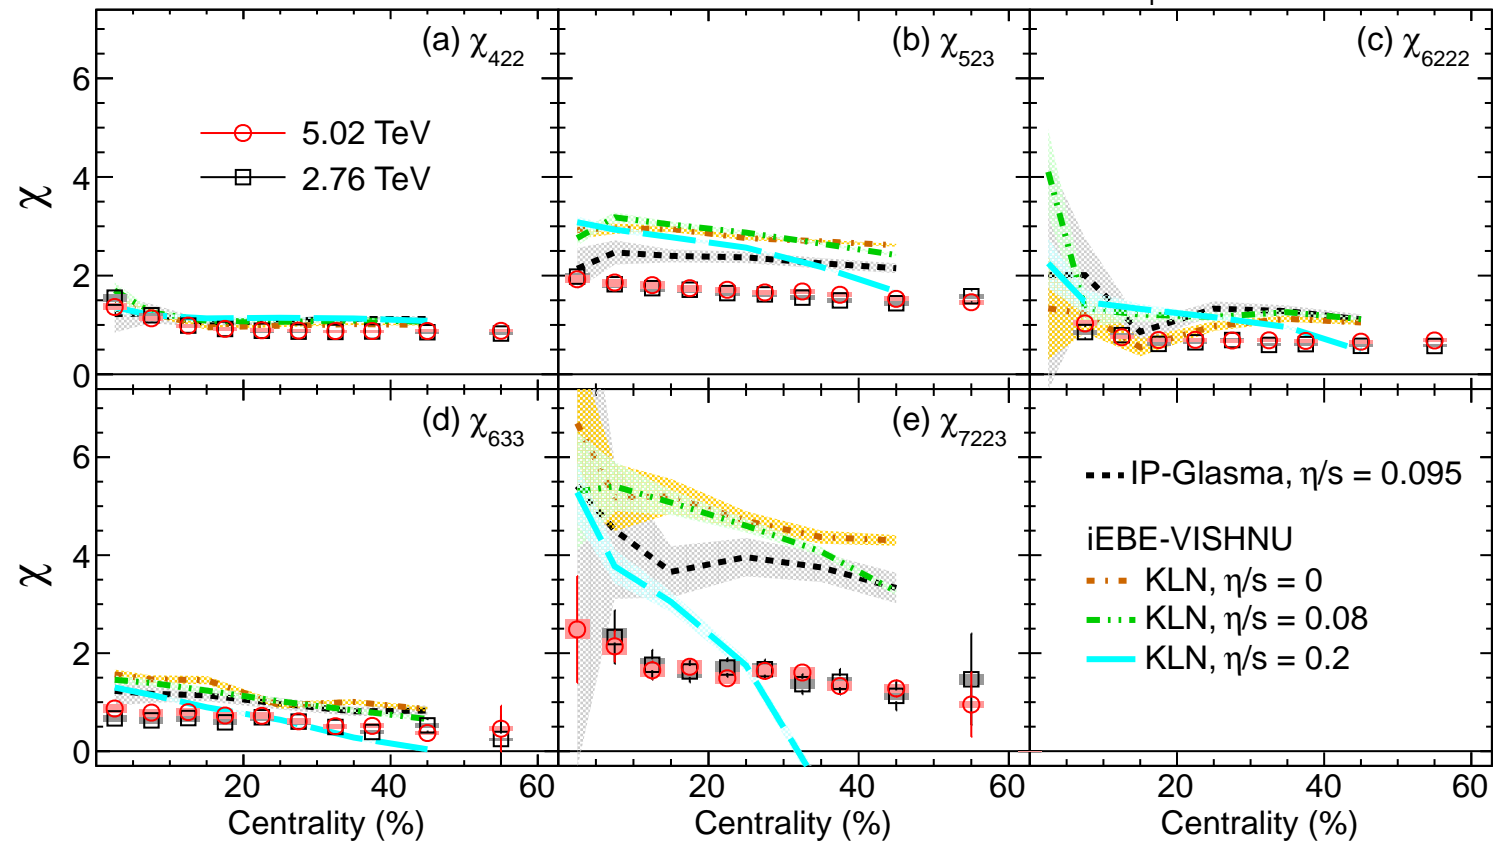 (a) χ422
(b) χ523
(c) χ6222
5.02 TeV
2.76 TeV
χ
6
4
2
0
(d) χ633
(e) χ7223
χ
6
4
2
0
IP-Glasma, η/s = 0.095
iEBE-VISHNU
KLN, η/s = 0
KLN, η/s = 0.08
KLN, η/s = 0.2
20 40 60
20 40
20 40 60
Centrality (%)
Centrality (%)
Centrality (%)